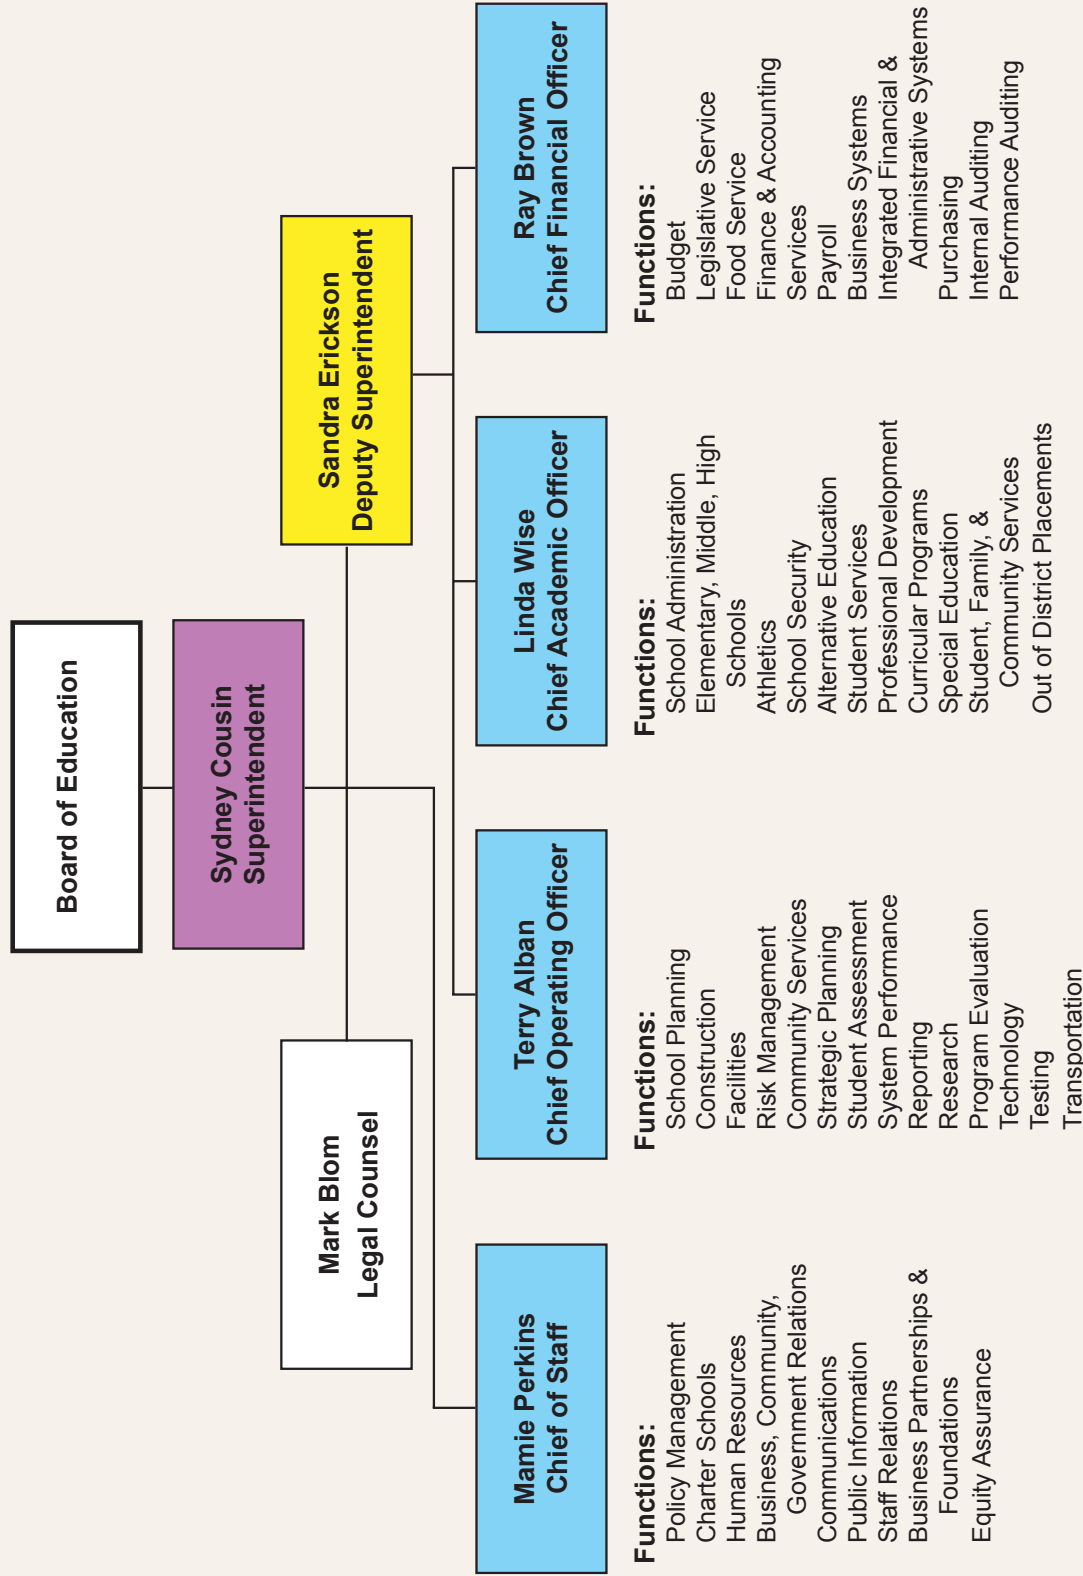 Board of Education
Sydney Cousin
Superintendent
Mark Blom
Legal Counsel
Sandra Erickson
Deputy Superintendent
Mamie Perkins
Chief of Staff
Functions:
Policy Management
Charter Schools
Human Resources
Business, Community,
Government Relations
Communications
Public Information
Staff Relations
Business Partnerships &
Foundations
Equity Assurance
Terry Alban
Chief Operating Officer
Functions:
School Planning
Construction
Facilities
Risk Management
Community Services
Strategic Planning
Student Assessment
System Performance
Reporting
Research
Program Evaluation
Technology
Testing
Transportation
Linda Wise
Chief Academic Officer
Functions:
School Administration
Elementary, Middle, High
Schools
Athletics
School Security
Alternative Education
Student Services
Professional Development
Curricular Programs
Special Education
Student, Family, &
Community Services
Out of District Placements
Ray Brown
Chief Financial Officer
Functions:
Budget
Legislative Service
Food Service
Finance & Accounting
Services
Payroll
Business Systems
Integrated Financial &
Administrative Systems
Purchasing
Internal Auditing
Performance Auditing